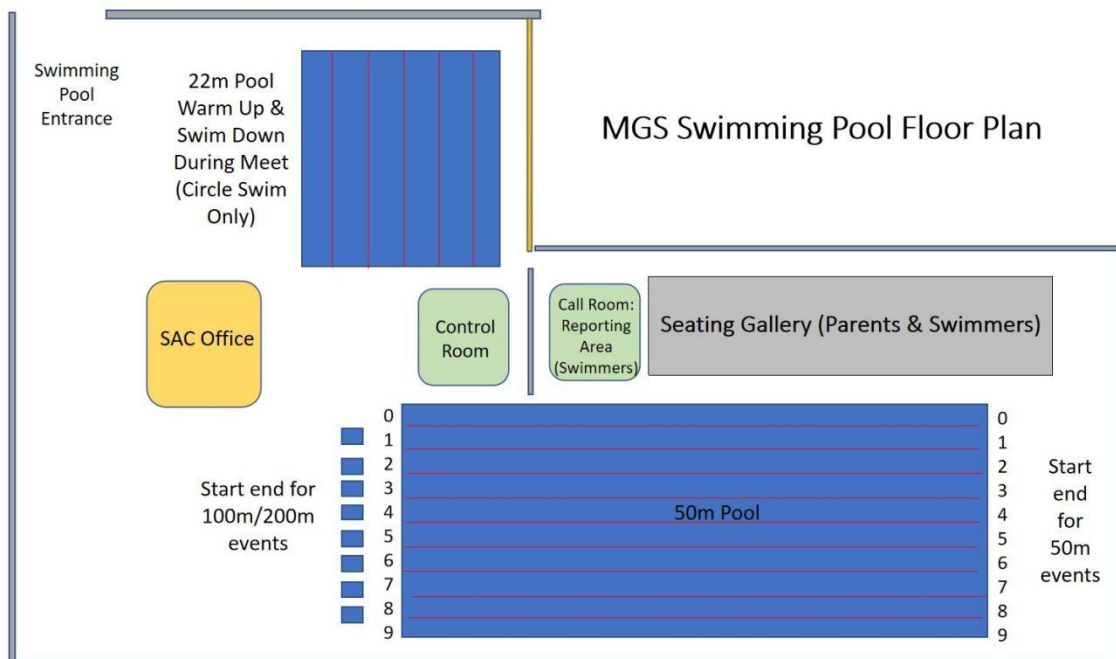 MGS Swimming Pool Floor Plan
Swimming
Pool
Entrance
22m Pool
Warm Up &
Swim Down
During Meet
(Circle Swim
Only)
SAC Office
Control
Room
Call Room:
Reporting
Area
(Swimmers)
Seating Gallery (Parents & Swimmers)
Start end for
100m/200m
events
0
1
2
3
4
5
6
7
8
9
50m Pool
0
1
2
3
4
5
6
7
8
9
Start
end
for
50m
events